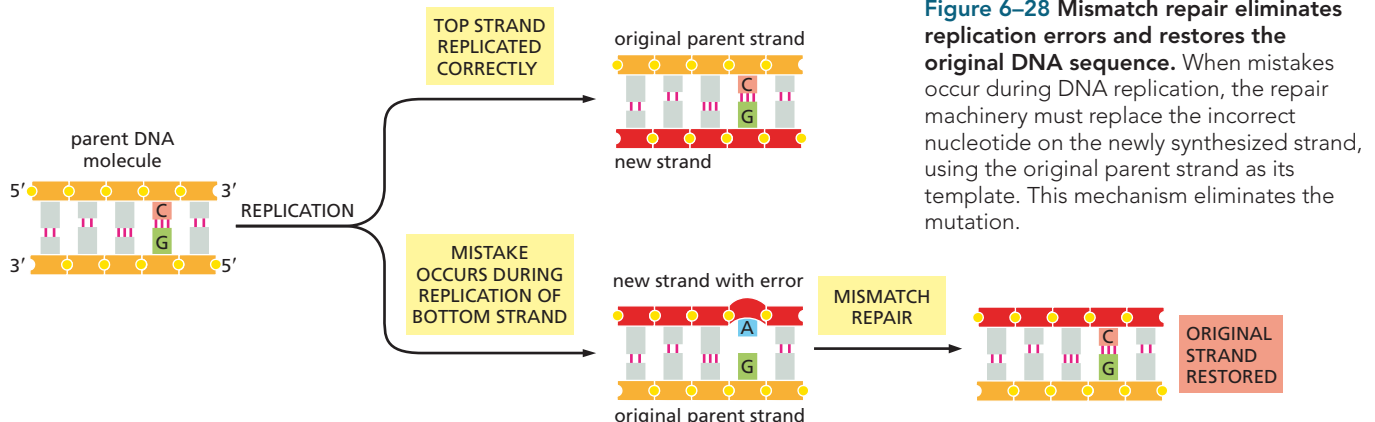 Figure 6–28 Mismatch repair eliminates
replication errors and restores the
original DNA sequence. When mistakes
occur during DNA replication, the repair
machinery must replace the incorrect
nucleotide on the newly synthesized strand,
using the original parent strand as its
template. This mechanism eliminates the
mutation.
parent DNA
molecule
5′
3′
C
G
3′
5′
REPLICATION
TOP STRAND
REPLICATED
CORRECTLY
original parent strand
C
G
new strand
MISTAKE
OCCURS DURING
REPLICATION OF
BOTTOM STRAND
new strand with error
A
G
original parent strand
MISMATCH
REPAIR
C
G
ORIGINAL
STRAND
RESTORED